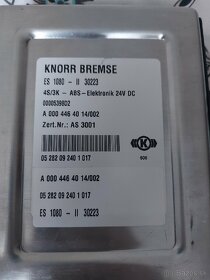 KNORR BREMSE
ES 1080 - II 30223
4S/3K - ABS - Elektronik 24V DC
0000539802
A 000 446 40 14/002
Zert.Nr.: AS 3001
05 282 09 240 1 017
K
A 000 446 40 14/002
05 282 09 240 1 017
ES 1080 - II 30223